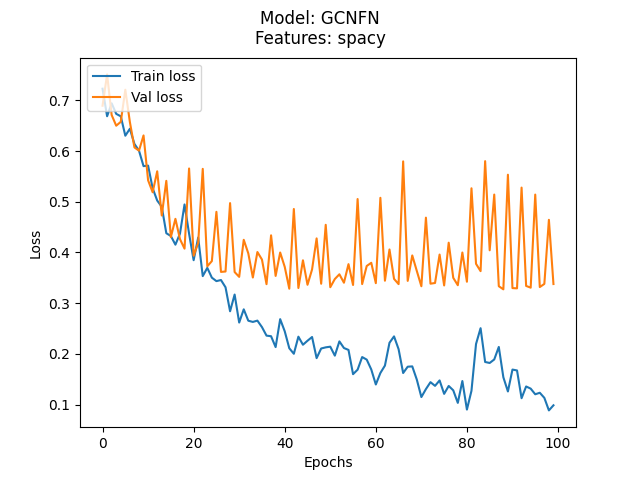 Model: GCNFN
Features: spacy
Train loss
Val loss
0.7
0.6
0.5
0.4
0.3
0.2
0.1
Loss
0 20 40 60 80 100
Epochs